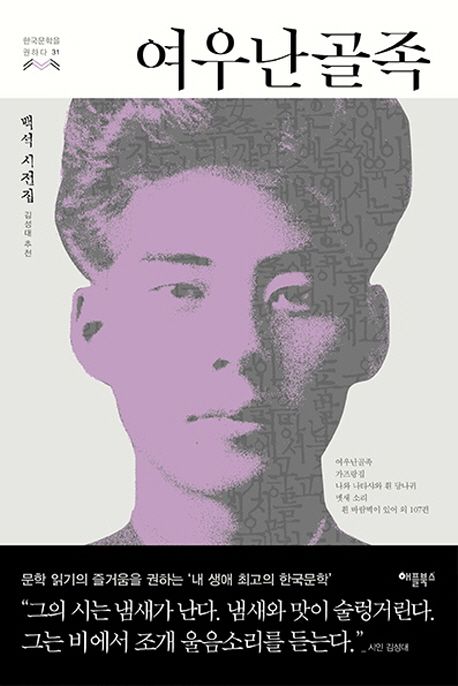 한국문학을
권하다 31
여우난골족
백석 시전집
김성대 추천
여우난골족
가즈랑집
나와 나타샤와 흰 당나귀
멧새 소리
흰 바람벽이 있어 외 107편
문학 읽기의 즐거움을 권하는 ‘내 생애 최고의 한국문학’
애플북스
“그의 시는 냄새가 난다. 냄새와 맛이 술렁거린다.
그는 비에서 조개 울음소리를 듣는다.”_ 시인 김성대